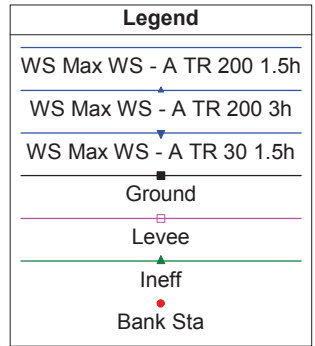 Legend
WS Max WS - A TR 200 1.5h
WS Max WS - A TR 200 3h
WS Max WS - A TR 30 1.5h
Ground
Levee
Ineff
Bank Sta